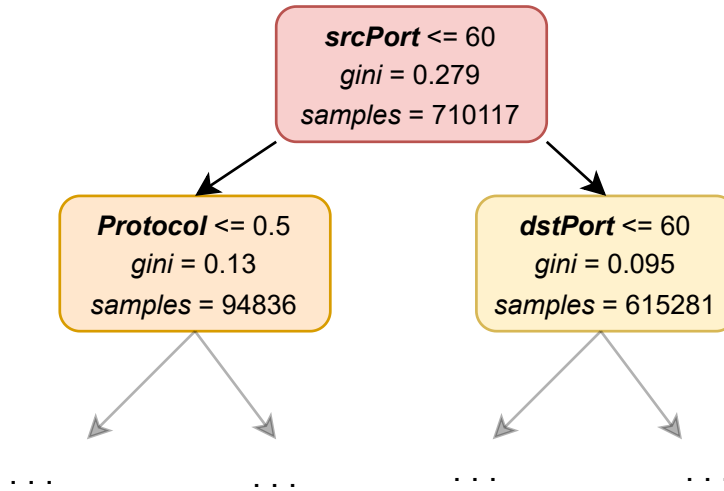 srcPort <= 60
gini = 0.279
samples = 710117
Protocol <= 0.5
gini = 0.13
samples = 94836
dstPort <= 60
gini = 0.095
samples = 615281
... ... ... ...